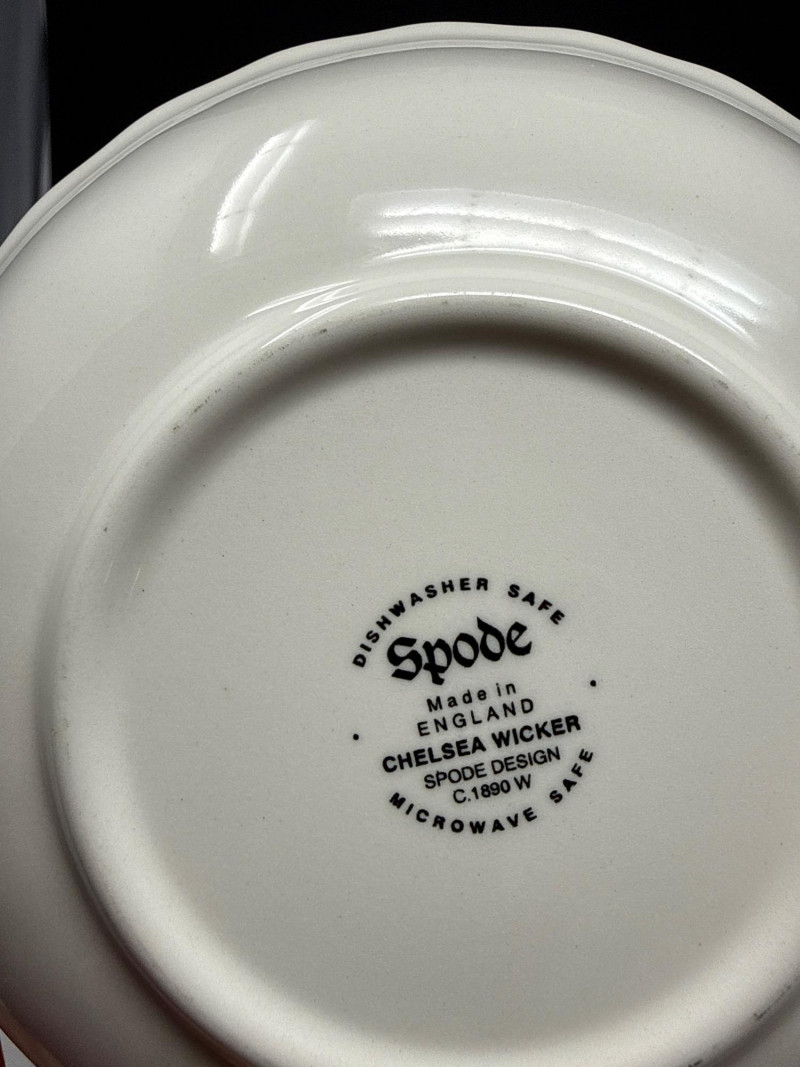 DISHWASHER SAFE
Spode
Made in
ENGLAND
CHELSEA WICKER
SPODE DESIGN
C.1890 W
MICROWAVE SAFE